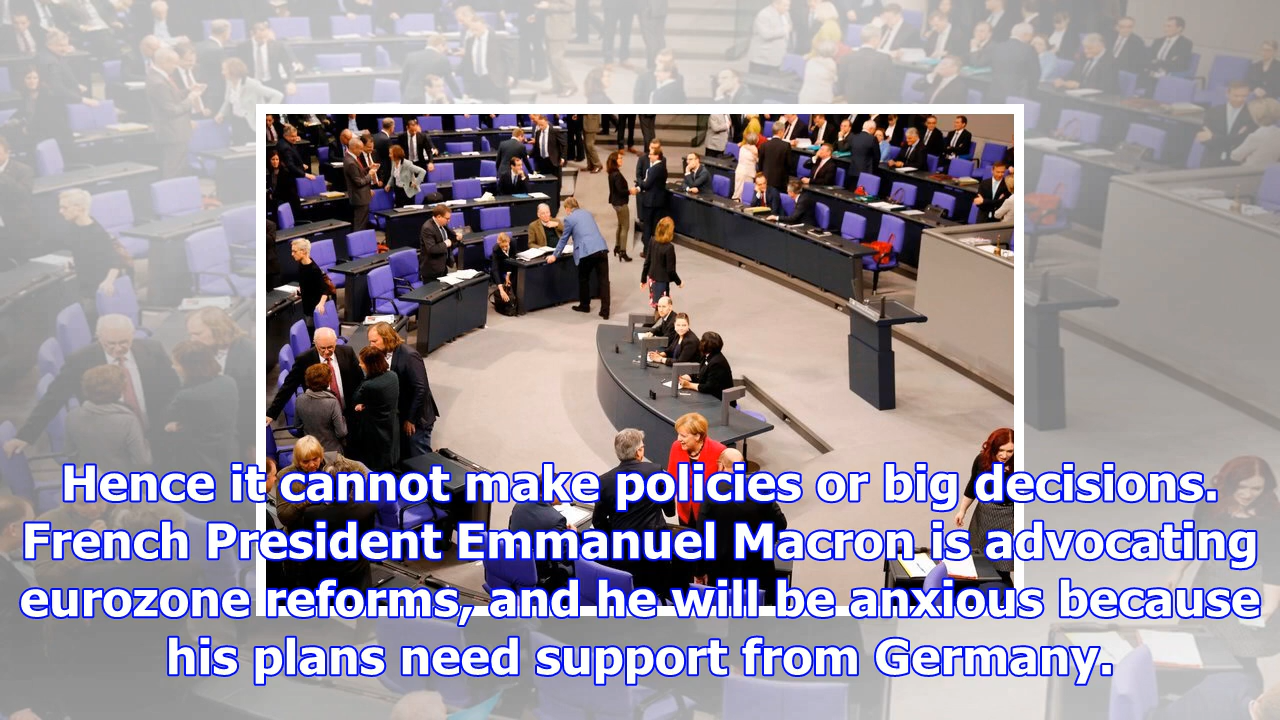 Hence it cannot make policies or big decisions.
French President Emmanuel Macron is advocating
eurozone reforms, and he will be anxious because
his plans need support from Germany.